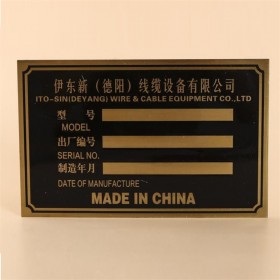 伊东新（德阳）线缆设备有限公司
ITO-SIN(DEYANG) WIRE & CABLE EQUIPMENT CO.,LTD
型 号
MODEL
出厂编号
SERIAL NO.
制造年月
DATE OF MANUFACTURE
MADE IN CHINA